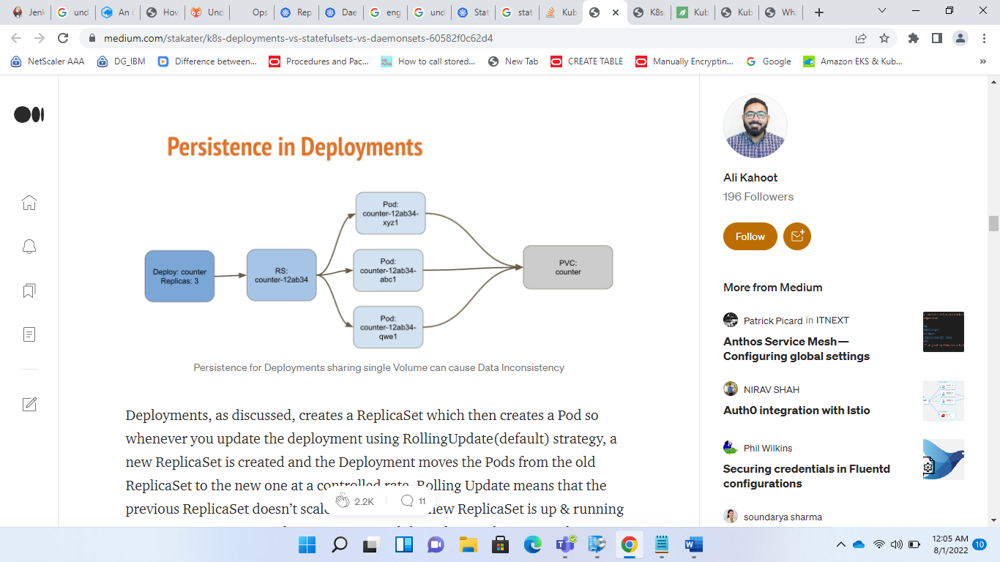 Jenk
und
An i
How
Und
Ops
Rep
Dae
eng
und
Stat
stat
Kub
K8s
Kub
Kub
Wha
medium.com/stakater/k8s-deployments-vs-statefulsets-vs-daemonsets-60582f0c62d4
NetScaler AAA
DG_IBM
Difference between...
Procedures and Pac...
How to call stored...
New Tab
CREATE TABLE
Manually Encryptin...
Google
Amazon EKS & Kub...
»
Persistence in Deployments
Deploy: counter
Replicas: 3
RS:
counter-12ab34
Pod:
counter-12ab34-
xyz1
Pod:
counter-12ab34-
abc1
Pod:
counter-12ab34-
qwe1
PVC:
counter
Persistence for Deployments sharing single Volume can cause Data Inconsistency
Deployments, as discussed, creates a ReplicaSet which then creates a Pod so
whenever you update the deployment using RollingUpdate(default) strategy, a
new ReplicaSet is created and the Deployment moves the Pods from the old
ReplicaSet to the new one at a controlled rate. Rolling Update means that the
previous ReplicaSet doesn't new ReplicaSet is up & running
2.2K
11
Ali Kahoot
196 Followers
Follow
More from Medium
Patrick Picard in ITNEXT
Anthos Service Mesh—
Configuring global settings
NIRAV SHAH
Auth0 integration with Istio
Phil Wilkins
Securing credentials in Fluentd
configurations
soundarya sharma
12:05 AM
8/1/2022
10